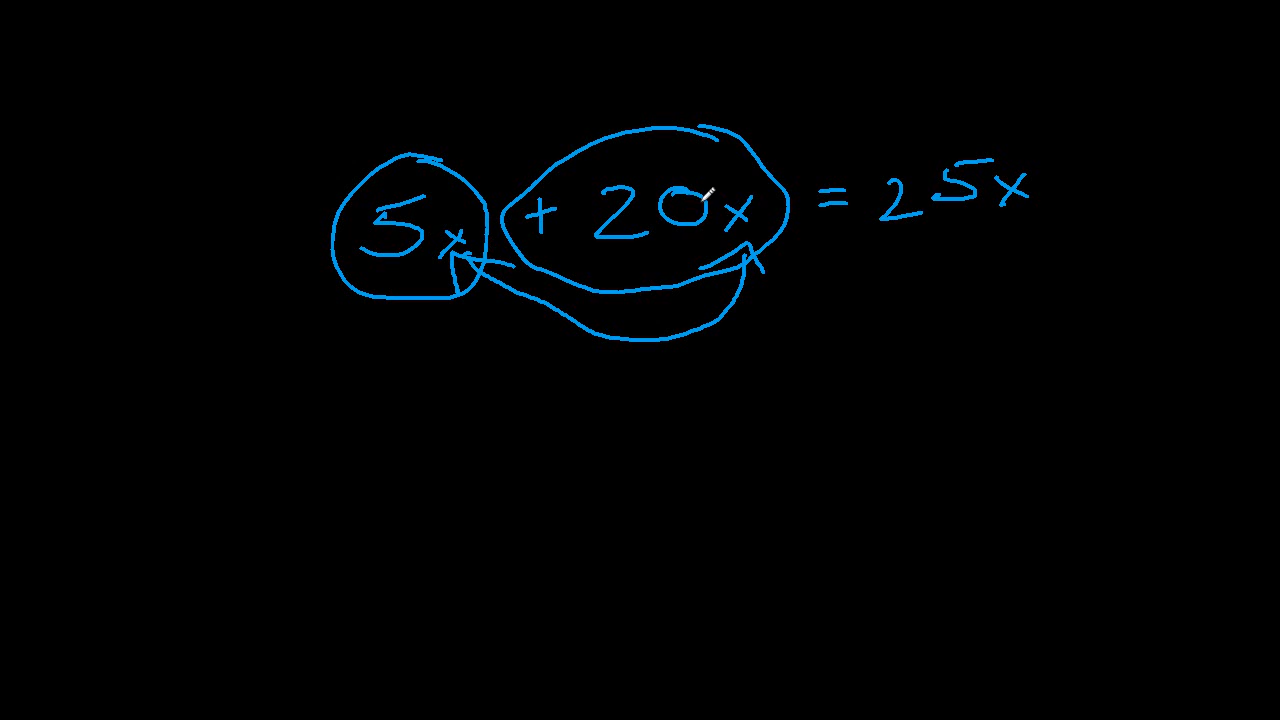 5x + 20x = 25x